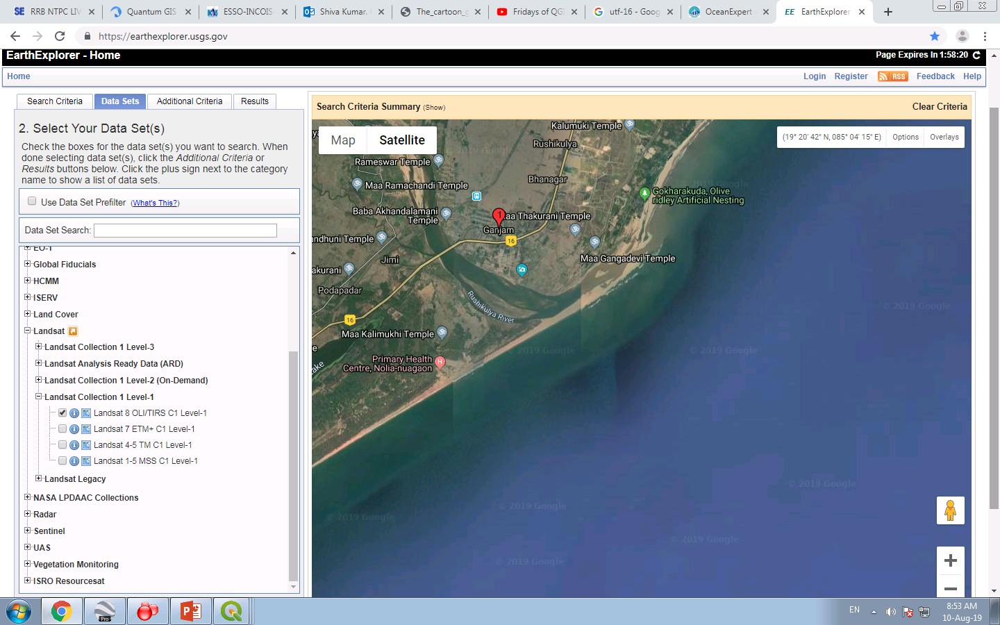 RRB NTPC LIV
Quantum GIS
ESSO-INCOIS-
Shiva Kumar.
The_cartoon_g
Fridays of QGI
utf-16 - Goog
OceanExpert
EarthExplorer
https://earthexplorer.usgs.gov
EarthExplorer - Home
Page Expires In 1:58:20
Home
Login Register RSS Feedback Help
Search Criteria Data Sets Additional Criteria Results
2. Select Your Data Set(s)
Check the boxes for the data set(s) you want to search. When
done selecting data set(s), click the Additional Criteria or
Results buttons below. Click the plus sign next to the category
name to show a list of data sets.
Use Data Set Prefilter (What's This?)
Data Set Search:
EO-1
Global Fiducials
HCMM
ISERV
Land Cover
Landsat
Landsat Collection 1 Level-3
Landsat Analysis Ready Data (ARD)
Landsat Collection 1 Level-2 (On-Demand)
Landsat Collection 1 Level-1
Landsat 8 OLI/TIRS C1 Level-1
Landsat 7 ETM+ C1 Level-1
Landsat 4-5 TM C1 Level-1
Landsat 1-5 MSS C1 Level-1
Landsat Legacy
NASA LPDAAC Collections
Radar
Sentinel
UAS
Vegetation Monitoring
ISRO Resourcesat
Search Criteria Summary (Show)
Clear Criteria
Map Satellite
(19° 20' 42" N, 085° 04' 15" E) Options Overlays
Kalumuki Temple
Rushikulya
Rameswar Temple
Bhanagar
Maa Ramachandi Temple
Gokharakuda, Olive
ridley Artificial Nesting
Baba Akhandalamani
Temple
1
aa Thakurani Temple
Ganjam
andhuni Temple
16
Jimi
Maa Gangadevi Temple
akurani
Podapadar
Rushikulya River
16
Maa Kalimukhi Temple
e
Lake
Primary Health
Centre, Nolia-nuagaon
H
© 2019 Google
© 2019 Google
© 2019 Google
© 2019 Google
© 2019 Google
© 2019 Google
© 2019 Google
© 2019 Google
Pro
EN
8:53 AM
10-Aug-19